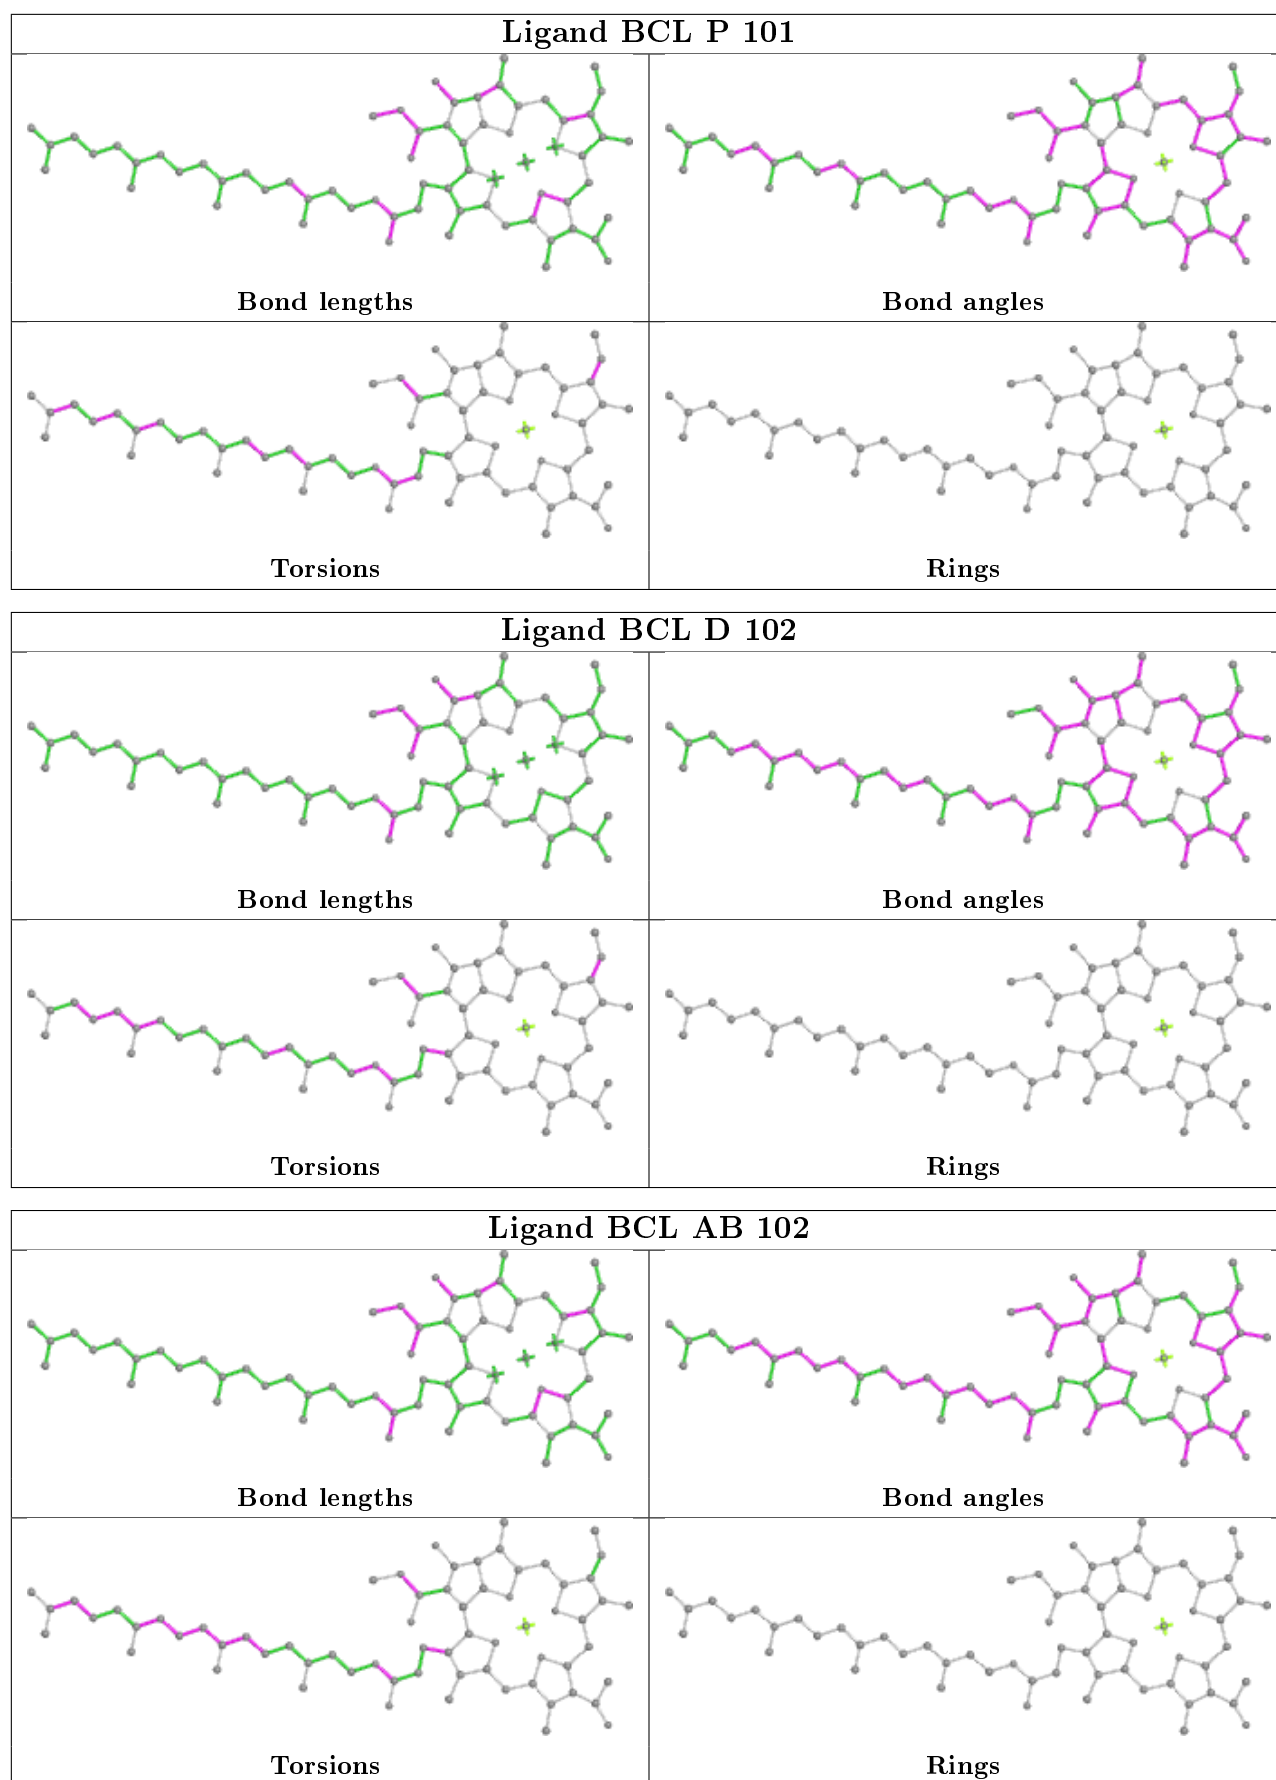 Ligand BCL P 101
Bond lengths
Bond angles
Torsions
Rings
Ligand BCL D 102
Bond lengths
Bond angles
Torsions
Rings
Ligand BCL AB 102
Bond lengths
Bond angles
Torsions
Rings